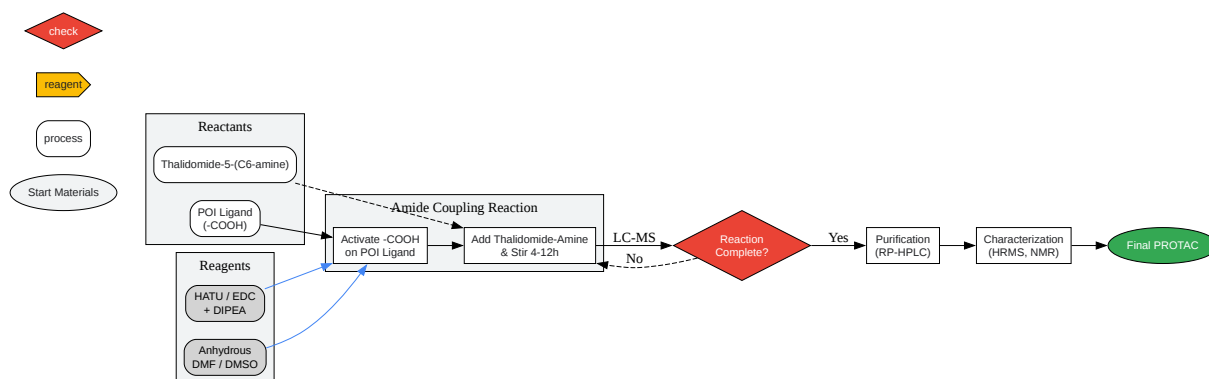 check
reagent
process
Start Materials
Reactants
Thalidomide-5-(C6-amine)
POI Ligand
(-COOH)
Reagents
HATU / EDC
+ DIPEA
Anhydrous
DMF / DMSO
Amide Coupling Reaction
Activate -COOH
on POI Ligand
Add Thalidomide-Amine
& Stir 4-12h
LC-MS
No
Reaction
Complete?
Yes
Purification
(RP-HPLC)
Characterization
(HRMS, NMR)
Final PROTAC